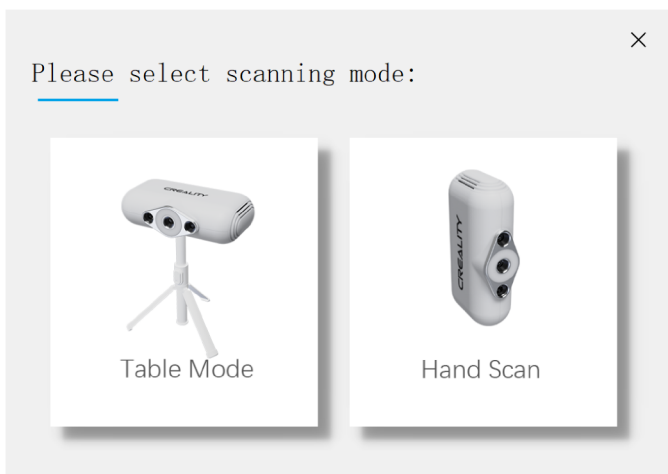 Please select scanning mode:
CREALITY
CREALITY
Table Mode
Hand Scan